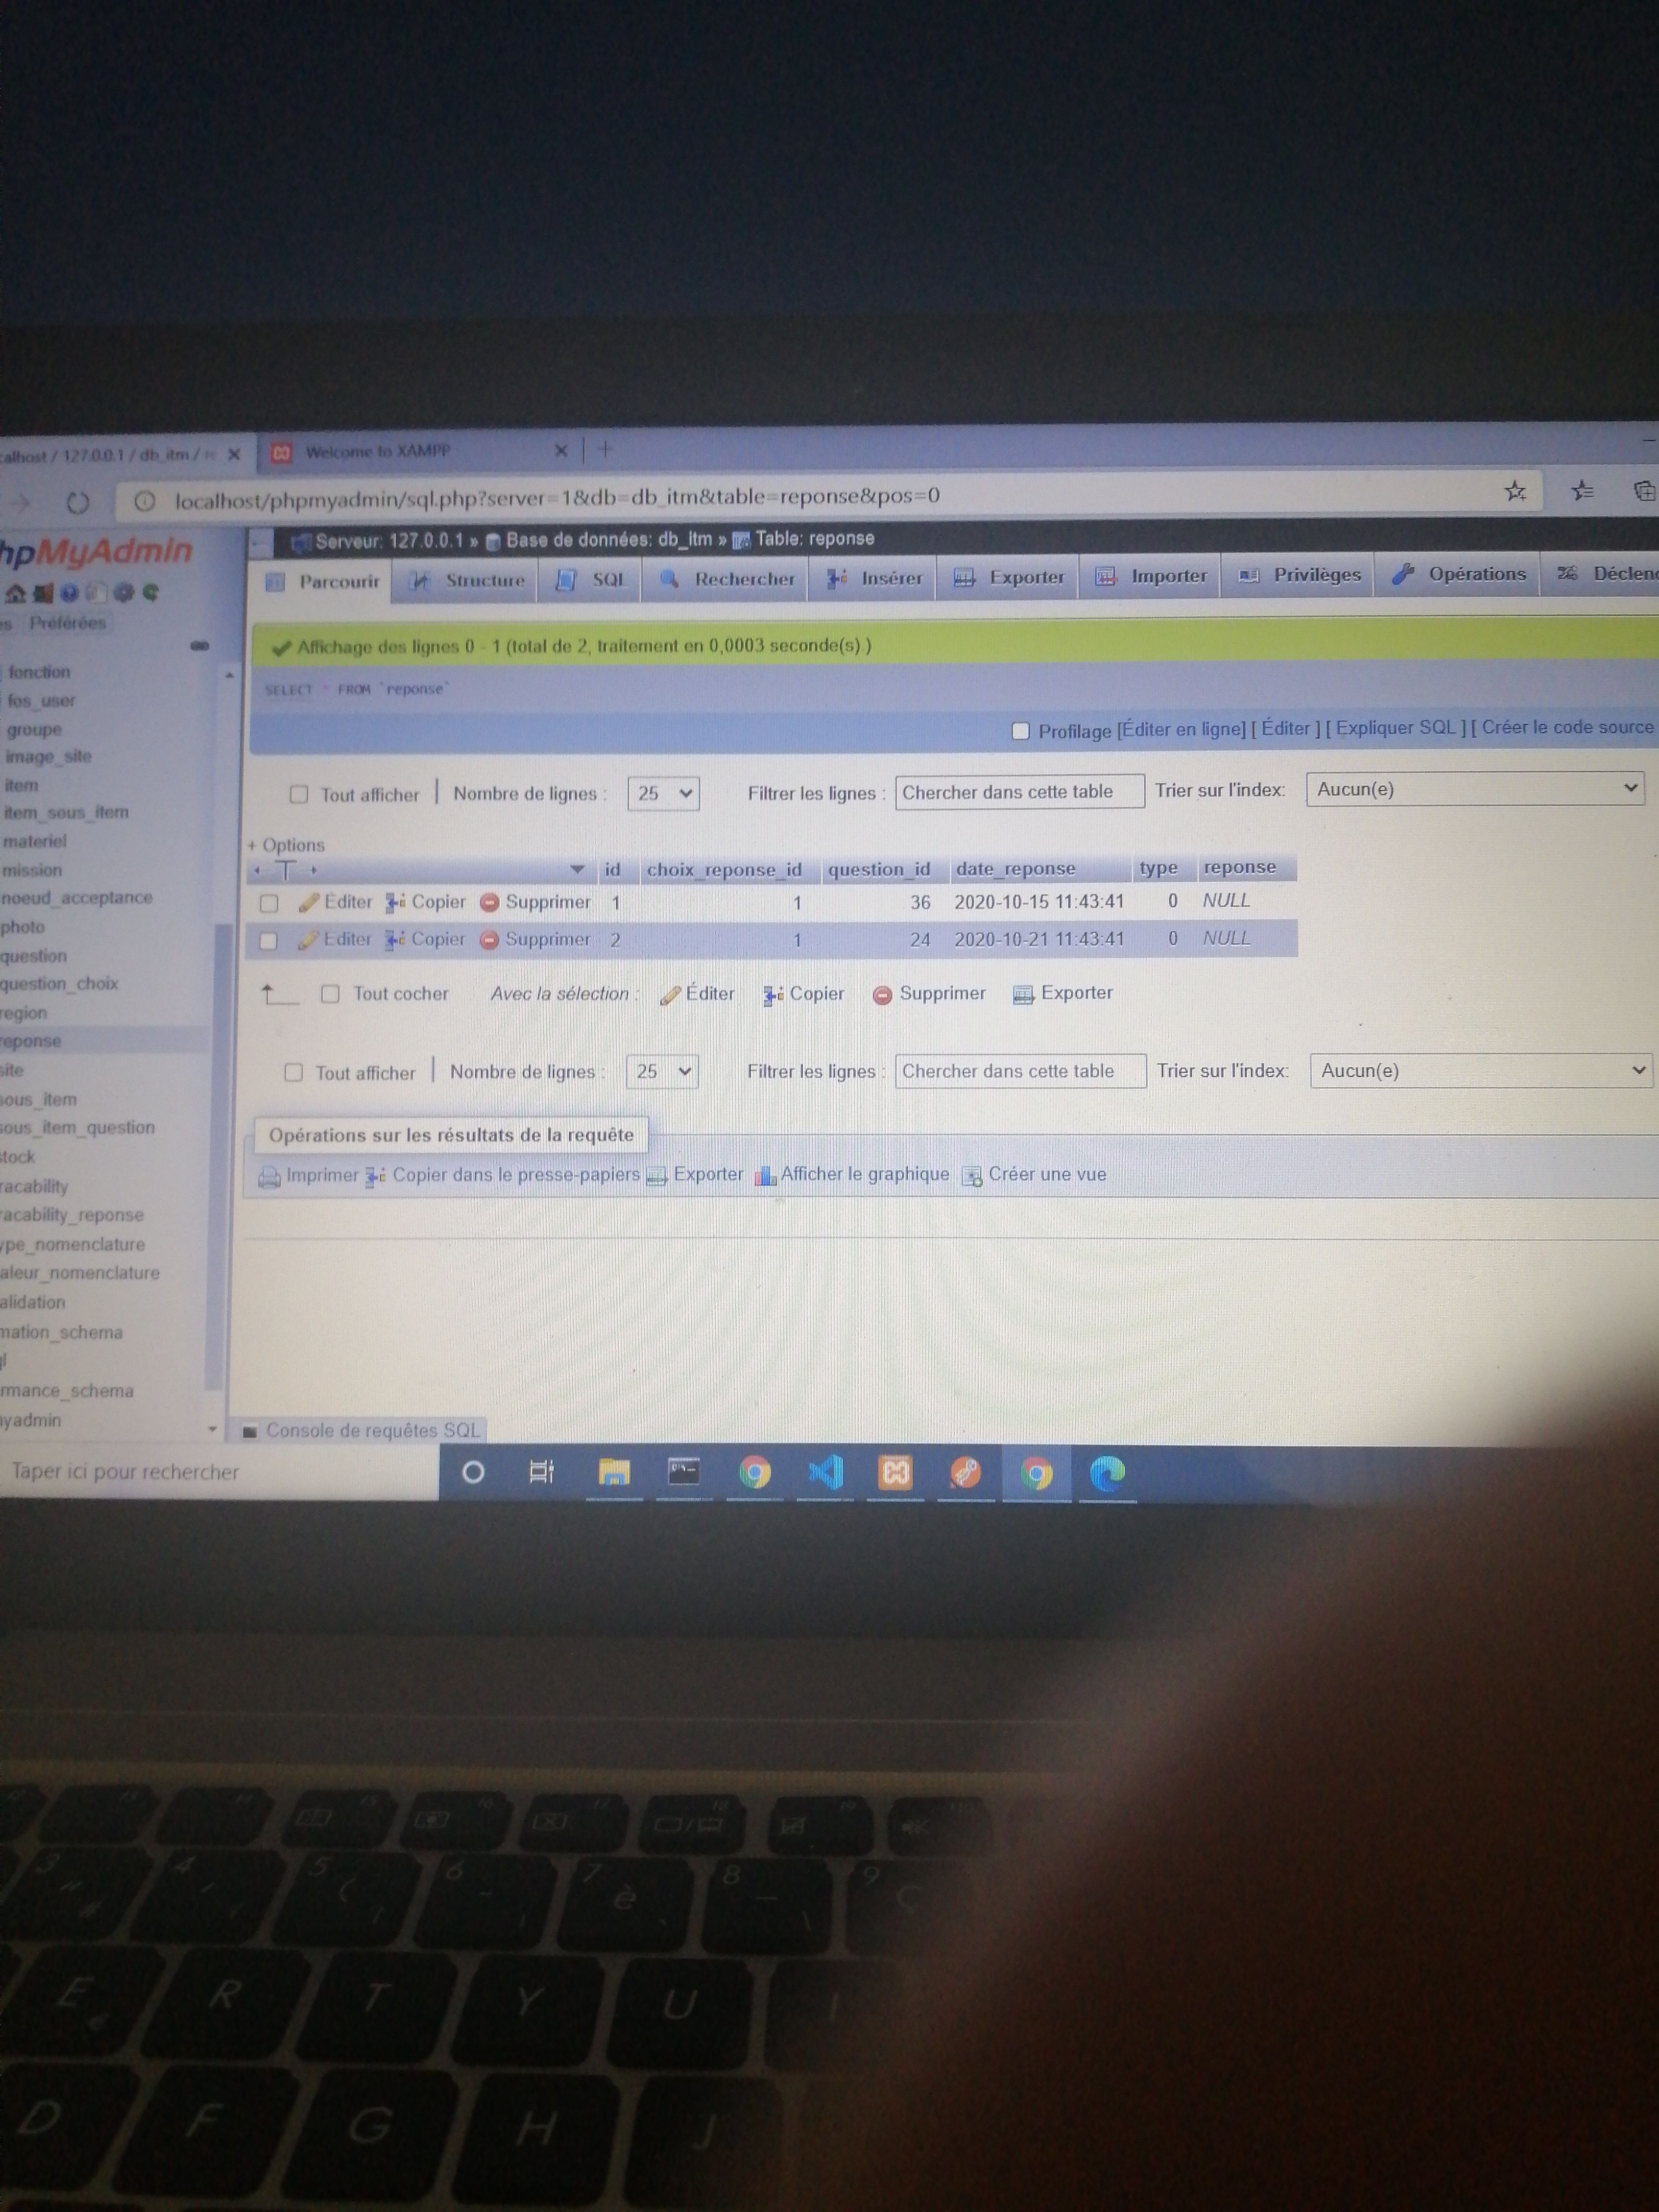 calhost / 127.0.0.1 / db_itm / re
Welcome to XAMPP
localhost/phpmyadmin/sql.php?server=1&db=db_itm&table=reponse&pos=0
hpMyAdmin
Serveur: 127.0.0.1 » Base de données: db_itm » Table: reponse
Parcourir Structure SQL Rechercher Insérer Exporter Importer Privilèges Opérations Déclen
es Préférées
Affichage des lignes 0 - 1 (total de 2, traitement en 0,0003 seconde(s).)
SELECT * FROM `reponse`
Profilage [Éditer en ligne] [ Éditer ] [ Expliquer SQL ] [ Créer le code source
Tout afficher | Nombre de lignes : 25 Filtrer les lignes : Chercher dans cette table Trier sur l'index: Aucun(e)
+ Options
id choix_reponse_id question_id date_reponse type reponse
Éditer Copier Supprimer 1 1 36 2020-10-15 11:43:41 0 NULL
Éditer Copier Supprimer 2 1 24 2020-10-21 11:43:41 0 NULL
Tout cocher Avec la sélection : Éditer Copier Supprimer Exporter
Tout afficher | Nombre de lignes : 25 Filtrer les lignes : Chercher dans cette table Trier sur l'index: Aucun(e)
Opérations sur les résultats de la requête
Imprimer Copier dans le presse-papiers Exporter Afficher le graphique Créer une vue
fonction
fos_user
groupe
image_site
item
item_sous_item
materiel
mission
noeud_acceptance
photo
question
question_choix
region
reponse
site
sous_item
sous_item_question
stock
racability
racability_reponse
ype_nomenclature
aleur_nomenclature
alidation
mation_schema
ql
rmance_schema
yadmin
Console de requêtes SQL
Taper ici pour rechercher
3 " #
4 '
5 (
6 -
7 è
8 _ \
9 ç
E €
R
T
Y
U
I
D
F
G
H
J